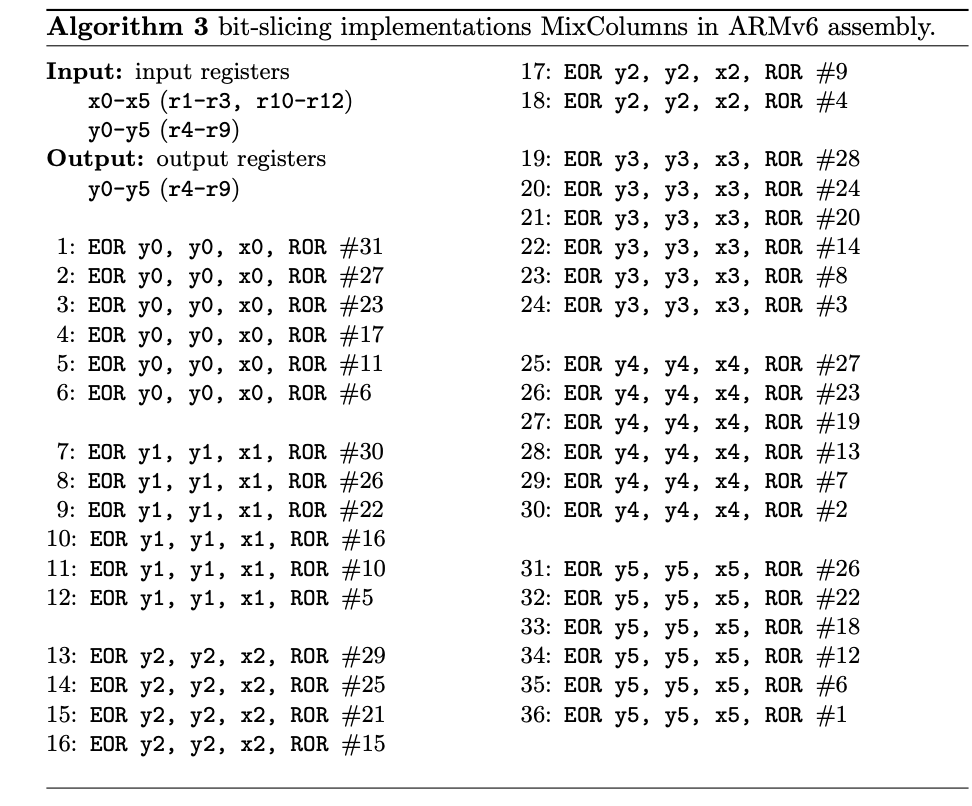 Algorithm 3 bit-slicing implementations MixColumns in ARMv6 assembly.
Input: input registers
x0-x5 (r1-r3, r10-r12)
y0-y5 (r4-r9)
Output: output registers
y0-y5 (r4-r9)
1: EOR y0, y0, x0, ROR #31
2: EOR y0, y0, x0, ROR #27
3: EOR y0, y0, x0, ROR #23
4: EOR y0, y0, x0, ROR #17
5: EOR y0, y0, x0, ROR #11
6: EOR y0, y0, x0, ROR #6
7: EOR y1, y1, x1, ROR #30
8: EOR y1, y1, x1, ROR #26
9: EOR y1, y1, x1, ROR #22
10: EOR y1, y1, x1, ROR #16
11: EOR y1, y1, x1, ROR #10
12: EOR y1, y1, x1, ROR #5
13: EOR y2, y2, x2, ROR #29
14: EOR y2, y2, x2, ROR #25
15: EOR y2, y2, x2, ROR #21
16: EOR y2, y2, x2, ROR #15
17: EOR y2, y2, x2, ROR #9
18: EOR y2, y2, x2, ROR #4
19: EOR y3, y3, x3, ROR #28
20: EOR y3, y3, x3, ROR #24
21: EOR y3, y3, x3, ROR #20
22: EOR y3, y3, x3, ROR #14
23: EOR y3, y3, x3, ROR #8
24: EOR y3, y3, x3, ROR #3
25: EOR y4, y4, x4, ROR #27
26: EOR y4, y4, x4, ROR #23
27: EOR y4, y4, x4, ROR #19
28: EOR y4, y4, x4, ROR #13
29: EOR y4, y4, x4, ROR #7
30: EOR y4, y4, x4, ROR #2
31: EOR y5, y5, x5, ROR #26
32: EOR y5, y5, x5, ROR #22
33: EOR y5, y5, x5, ROR #18
34: EOR y5, y5, x5, ROR #12
35: EOR y5, y5, x5, ROR #6
36: EOR y5, y5, x5, ROR #1